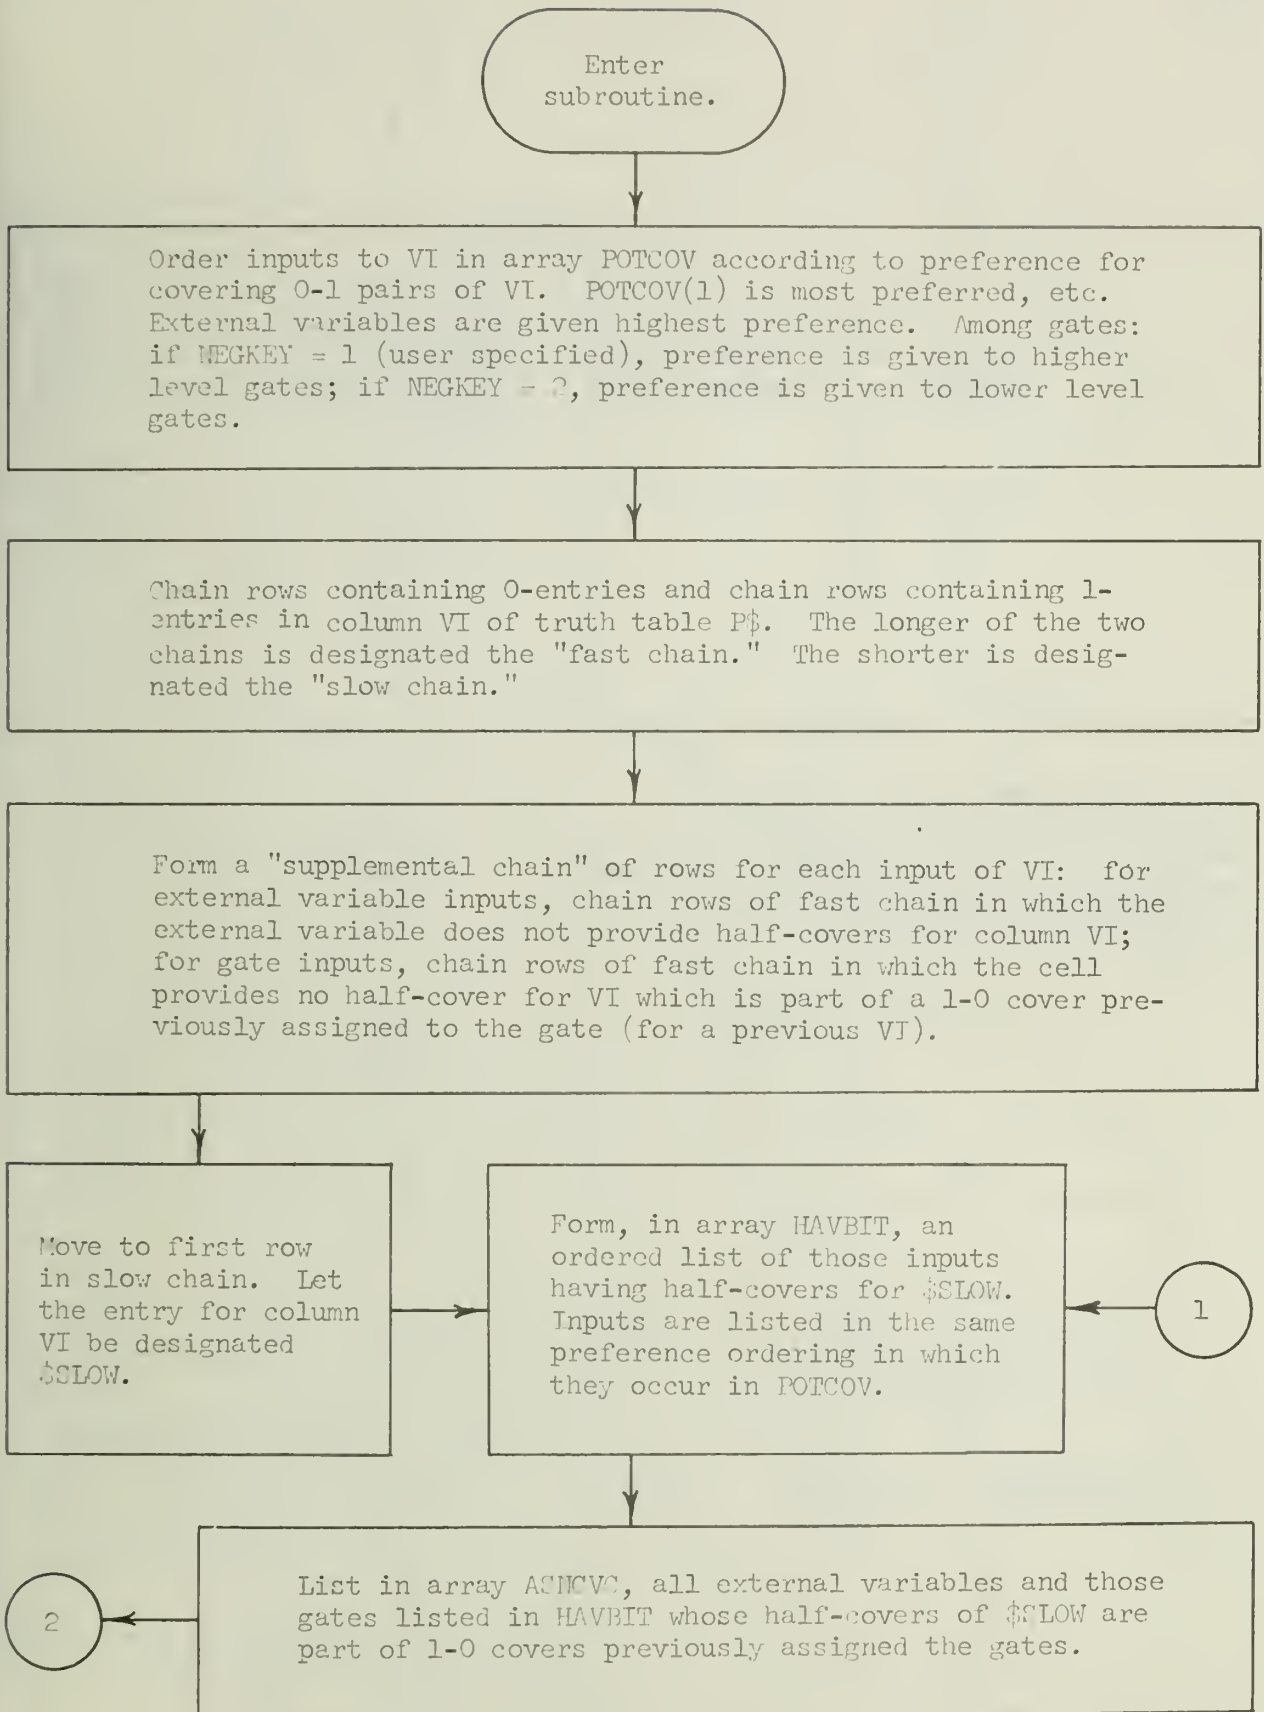 Enter
subroutine.
Order inputs to VI in array POTCOV according to preference for
covering 0-1 pairs of VI. POTCOV(1) is most preferred, etc.
External variables are given highest preference. Among gates:
if NEGKEY = 1 (user specified), preference is given to higher
level gates; if NEGKEY = 2, preference is given to lower level
gates.
Chain rows containing 0-entries and chain rows containing 1-
entries in column VI of truth table P$. The longer of the two
chains is designated the "fast chain." The shorter is desig-
nated the "slow chain."
Form a "supplemental chain" of rows for each input of VI: for
external variable inputs, chain rows of fast chain in which the
external variable does not provide half-covers for column VI;
for gate inputs, chain rows of fast chain in which the cell
provides no half-cover for VI which is part of a 1-0 cover pre-
viously assigned to the gate (for a previous VI).
Move to first row
in slow chain. Let
the entry for column
VI be designated
$SLOW.
Form, in array HAVBIT, an
ordered list of those inputs
having half-covers for $SLOW.
Inputs are listed in the same
preference ordering in which
they occur in POTCOV.
1
List in array all external variables and those
gates listed in HAVBIT whose half-covers of $SLOW are
part of 1-0 covers previously assigned the gates.
2